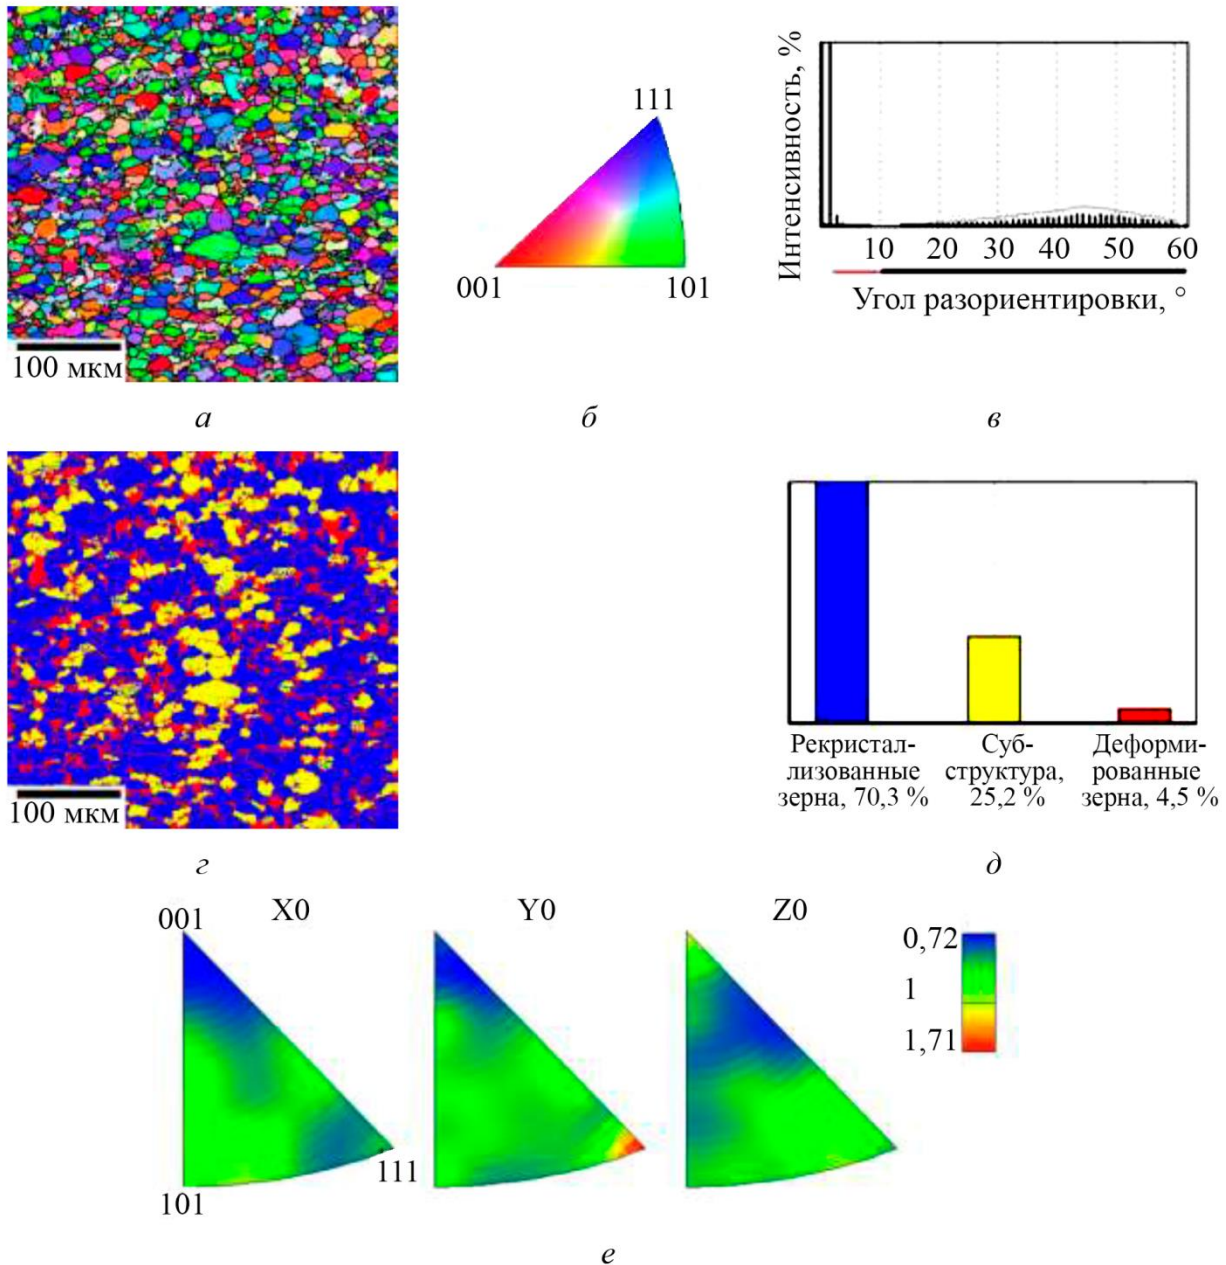 100 мкм
а
111
001
101
б
Интенсивность, %
10 20 30 40 50 60
Угол разориентировки, °
в
100 мкм
г
Рекристал-
лизованные
зерна, 70,3 %
Суб-
структура,
25,2 %
Деформи-
рованные
зерна, 4,5 %
д
X0
Y0
Z0
001
101
111
0,72
1
1,71
е